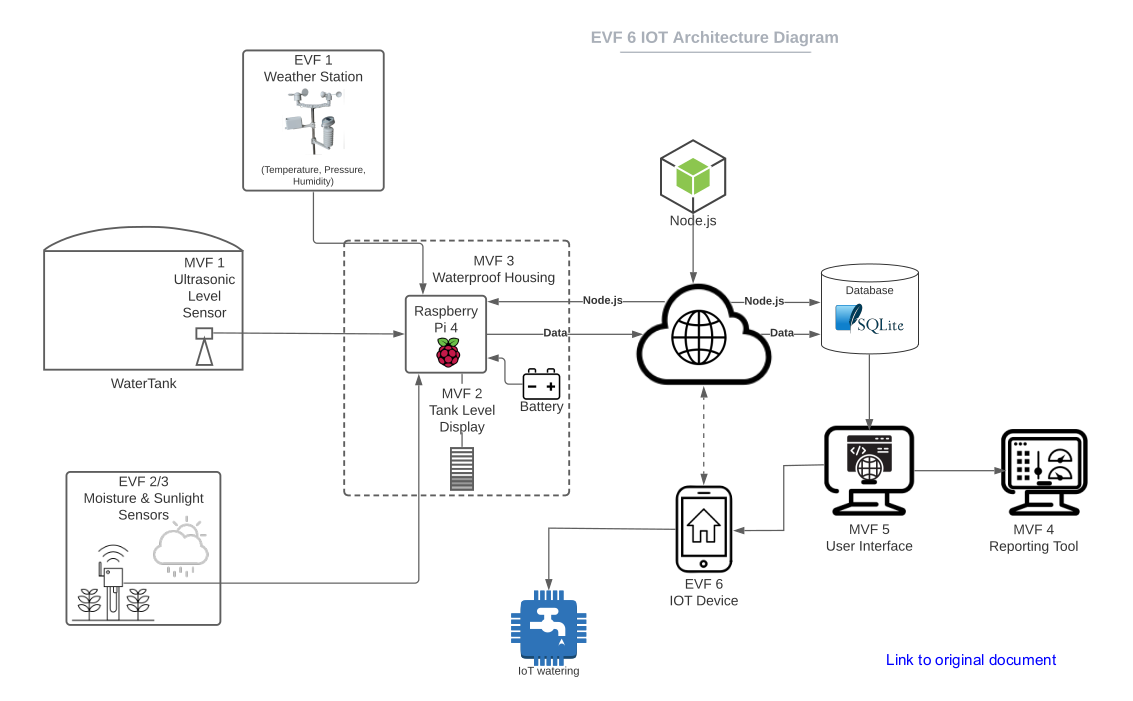 EVF 6 IOT Architecture Diagram
EVF 1
Weather Station
(Temperature, Pressure,
Humidity)
Node.js
MVF 1
Ultrasonic
Level
Sensor
WaterTank
MVF 3
Waterproof Housing
Raspberry
Pi 4
Node.js
Data
Node.js
Data
Database
SQLite
Battery
MVF 2
Tank Level
Display
EVF 2/3
Moisture & Sunlight
Sensors
</>
MVF 5
User Interface
MVF 4
Reporting Tool
EVF 6
IOT Device
IoT watering
Link to original document